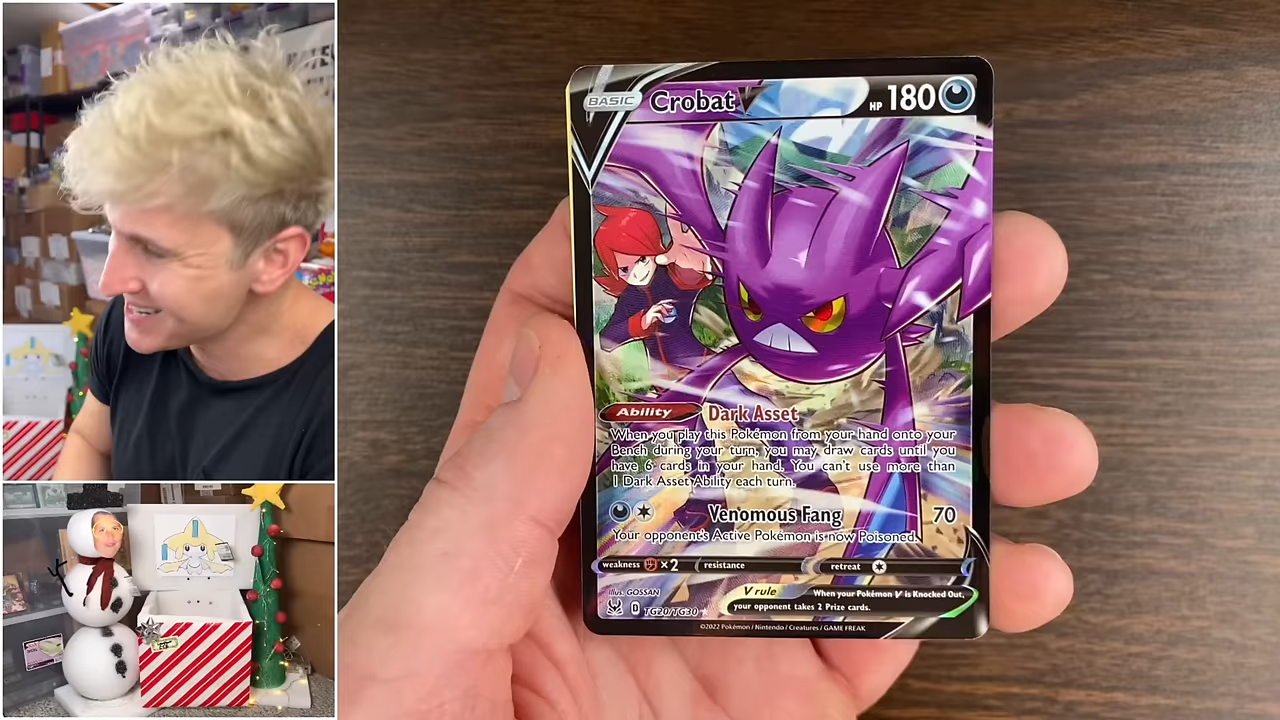 BASIC Crobat V HP 180
Ability Dark Asset
When you play this Pokémon from your hand onto your
Bench during your turn, you may draw cards until you
have 6 cards in your hand. You can't use more than
1 Dark Asset Ability each turn.
Venomous Fang 70
Your opponent's Active Pokémon is now Poisoned.
weakness ×2 resistance retreat
Illus. GOSSAN
V rule When your Pokémon V is Knocked Out,
your opponent takes 2 Prize cards.
D TG20/TG30
©2022 Pokémon / Nintendo / Creatures / GAME FREAK